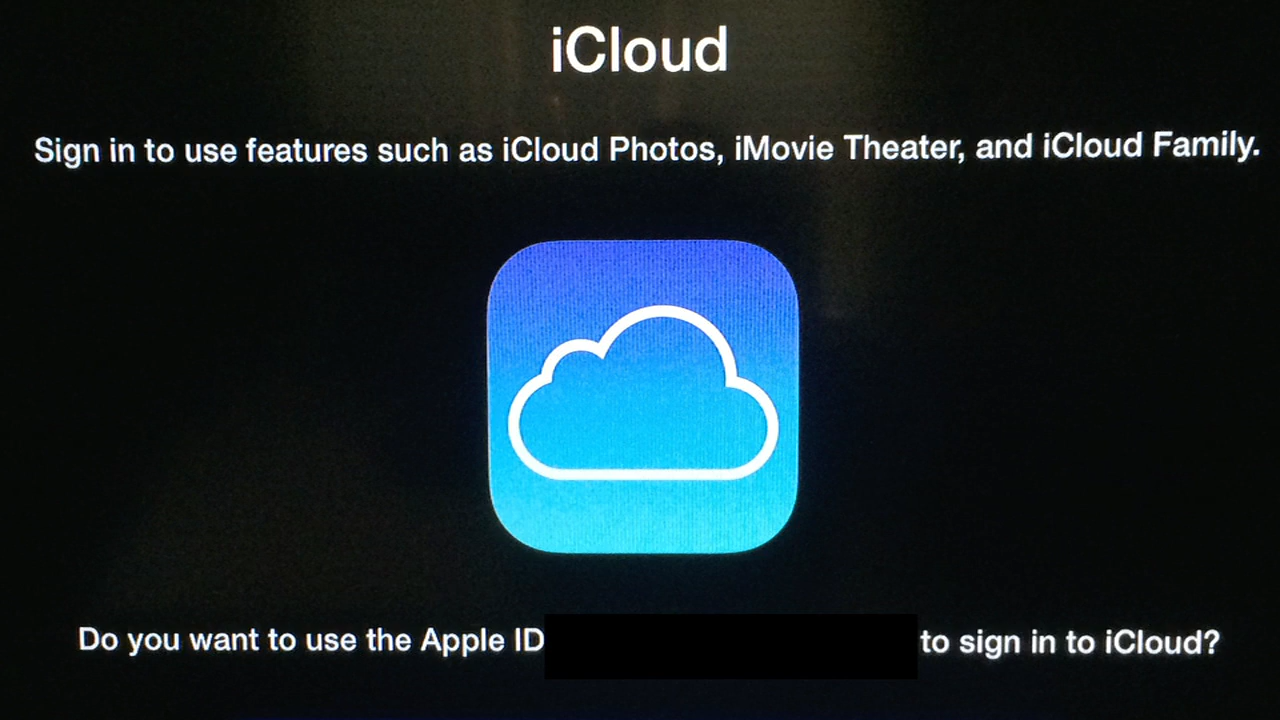 iCloud
Sign in to use features such as iCloud Photos, iMovie Theater, and iCloud Family.
Do you want to use the Apple ID to sign in to iCloud?